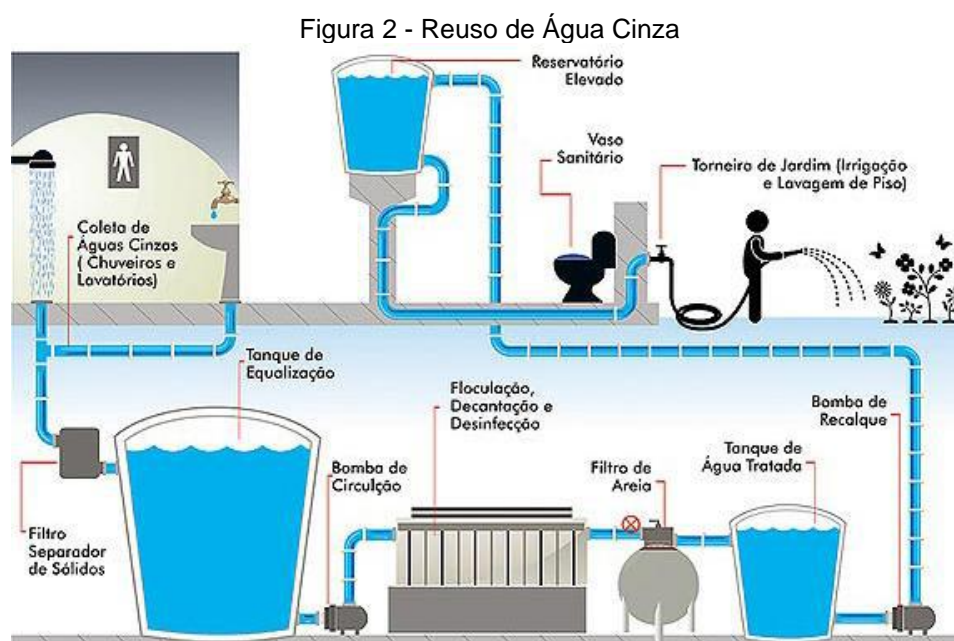 Figura 2 - Reuso de Água Cinza
Reservatório
Elevado
Vaso
Sanitário
Torneira de Jardim (Irrigação
e Lavagem de Piso)
Coleta de
Águas Cinzas
( Chuveiros e
Lavatórios)
Tanque de
Equalização
Floculação,
Decantação e
Desinfecção
Bomba de
Recalque
Bomba de
Circulção
Filtro de
Areia
Tanque de
Água Tratada
Filtro
Separador
de Sólidos